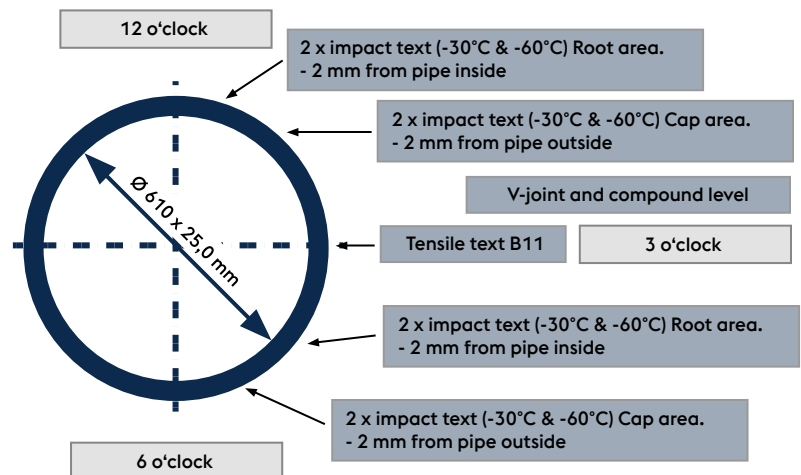 12 o‘clock
2 x impact text (-30°C & -60°C) Root area.
- 2 mm from pipe inside
2 x impact text (-30°C & -60°C) Cap area.
- 2 mm from pipe outside
V-joint and compound level
Ø 610 x 25,0 mm
Tensile text B11
3 o‘clock
2 x impact text (-30°C & -60°C) Root area.
- 2 mm from pipe inside
2 x impact text (-30°C & -60°C) Cap area.
- 2 mm from pipe outside
6 o‘clock